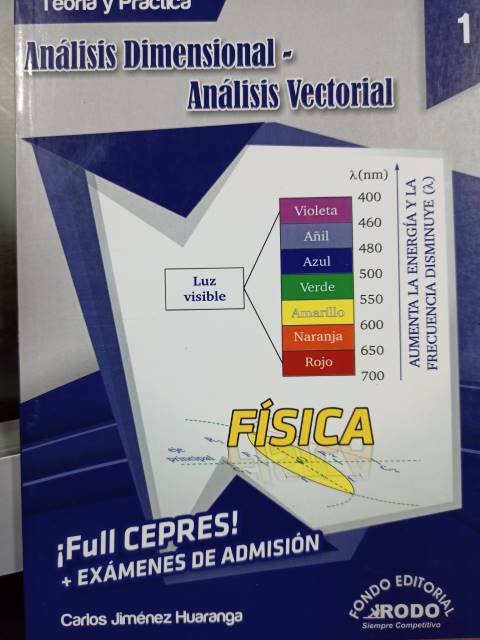 Teoría y Práctica
1
Análisis Dimensional -
Análisis Vectorial
λ(nm)
400
Violeta
460
Añil
480
Azul
500
Verde
550
Amarillo
600
Naranja
650
Rojo
700
Luz
visible
AUMENTA LA ENERGÍA Y LA
FRECUENCIA DISMINUYE (λ)
FÍSICA
eje
principal
¡Full CEPRES!
+ EXÁMENES DE ADMISIÓN
Carlos Jiménez Huaranga
FONDO EDITORIAL
RODO
Siempre Competitivo